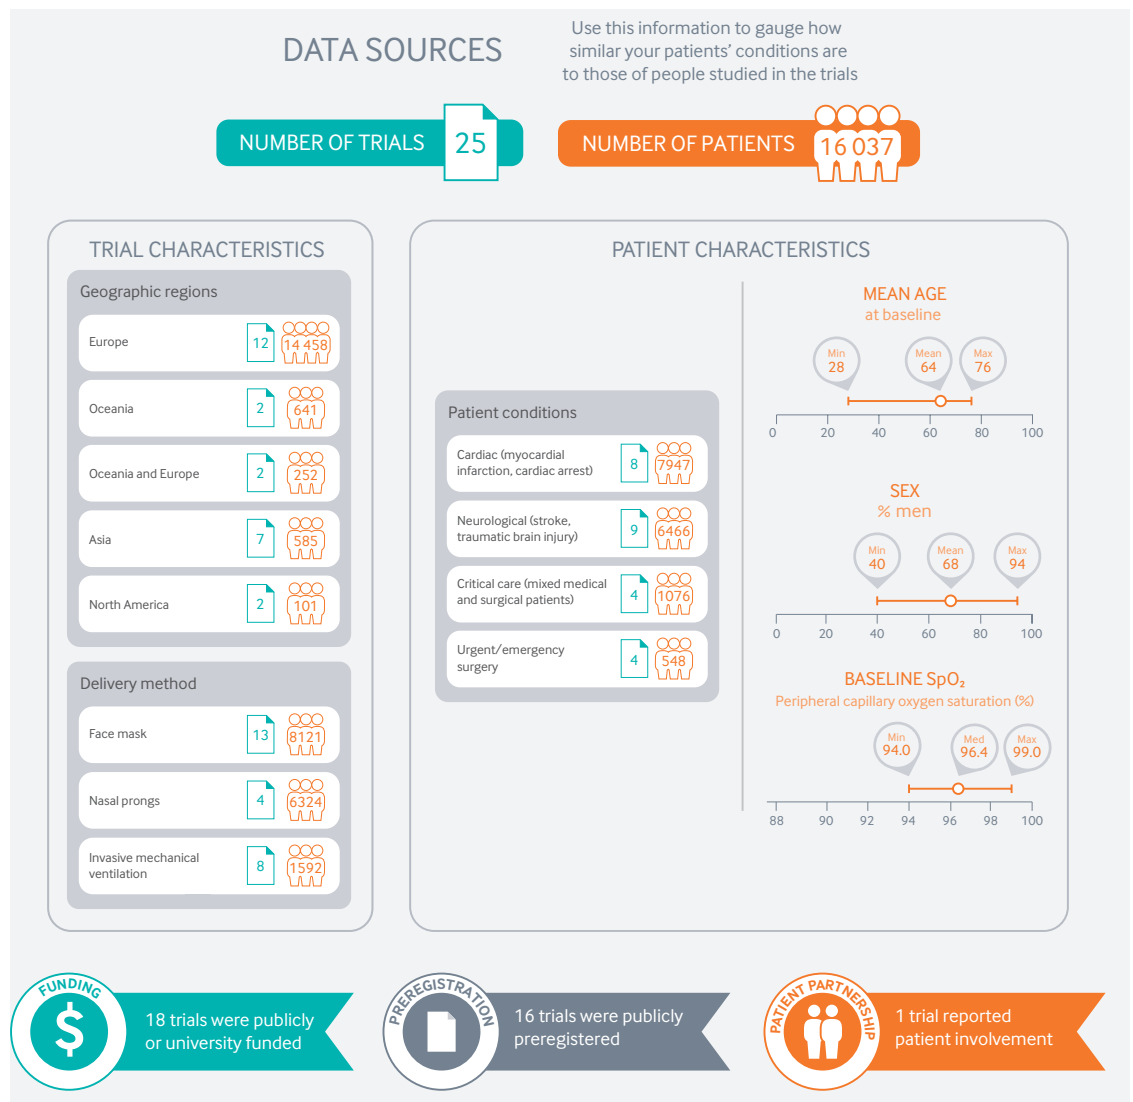 DATA SOURCES
Use this information to gauge how
similar your patients’ conditions are
to those of people studied in the trials
NUMBER OF TRIALS 25
NUMBER OF PATIENTS 16 037
TRIAL CHARACTERISTICS
Geographic regions
Europe 12 14 458
Oceania 2 641
Oceania and Europe 2 252
Asia 7 585
North America 2 101
Delivery method
Face mask 13 8121
Nasal prongs 4 6324
Invasive mechanical
ventilation 8 1592
PATIENT CHARACTERISTICS
Patient conditions
Cardiac (myocardial
infarction, cardiac arrest) 8 7947
Neurological (stroke,
traumatic brain injury) 9 6466
Critical care (mixed medical
and surgical patients) 4 1076
Urgent/emergency
surgery 4 548
MEAN AGE
at baseline
Min Mean Max
28 64 76
0 20 40 60 80 100
SEX
% men
Min Mean Max
40 68 94
0 20 40 60 80 100
BASELINE SpO₂
Peripheral capillary oxygen saturation (%)
Min Med Max
94.0 96.4 99.0
88 90 92 94 96 98 100
FUNDING
$
18 trials were publicly
or university funded
PREREGISTRATION
16 trials were publicly
preregistered
PATIENT PARTNERSHIP
1 trial reported
patient involvement